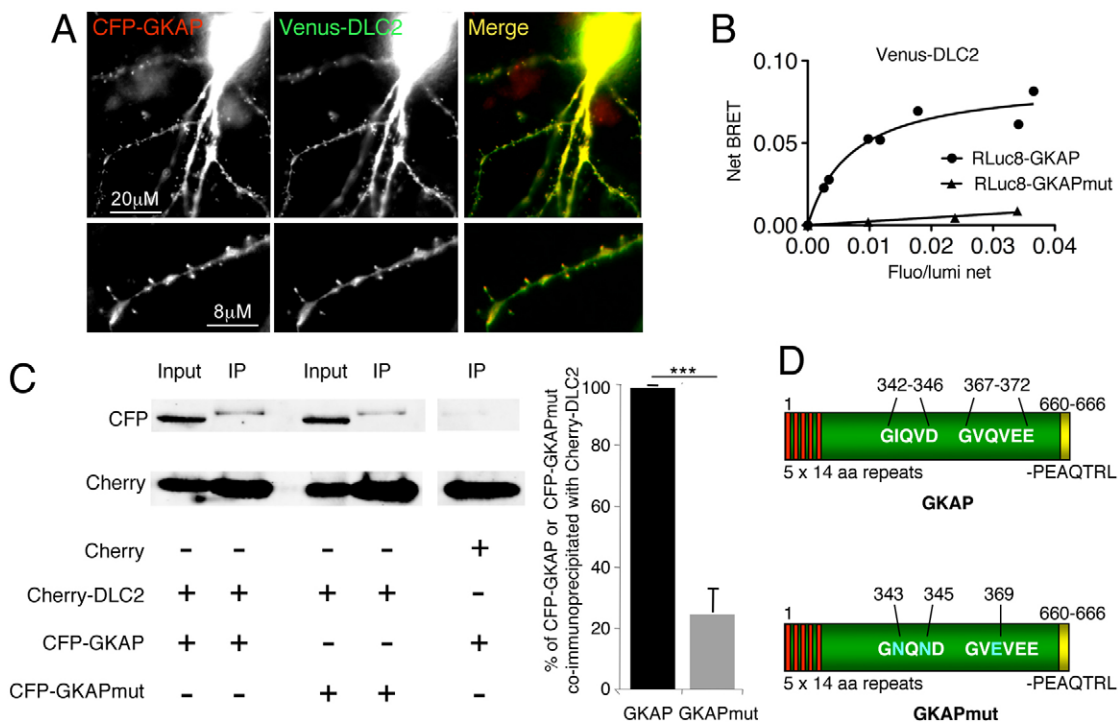 A
CFP-GKAP
Venus-DLC2
Merge
20µM
8µM
B
Venus-DLC2
Net BRET
0.10
0.05
0.00
0.00 0.01 0.02 0.03 0.04
Fluo/lumi net
RLuc8-GKAP
RLuc8-GKAPmut
C
Input IP Input IP IP
CFP
Cherry
Cherry - - - - +
Cherry-DLC2 + + + + -
CFP-GKAP + + - - +
CFP-GKAPmut - - + + -
% of CFP-GKAP or CFP-GKAPmut
co-immunoprecipitated with Cherry-DLC2
100
80
60
40
20
0
***
GKAP GKAPmut
D
342-346 367-372
1 660-666
GIQVD GVQVEE
5 x 14 aa repeats -PEAQTRL
GKAP
343 345 369
1 660-666
GNQND GVEVEE
5 x 14 aa repeats -PEAQTRL
GKAPmut